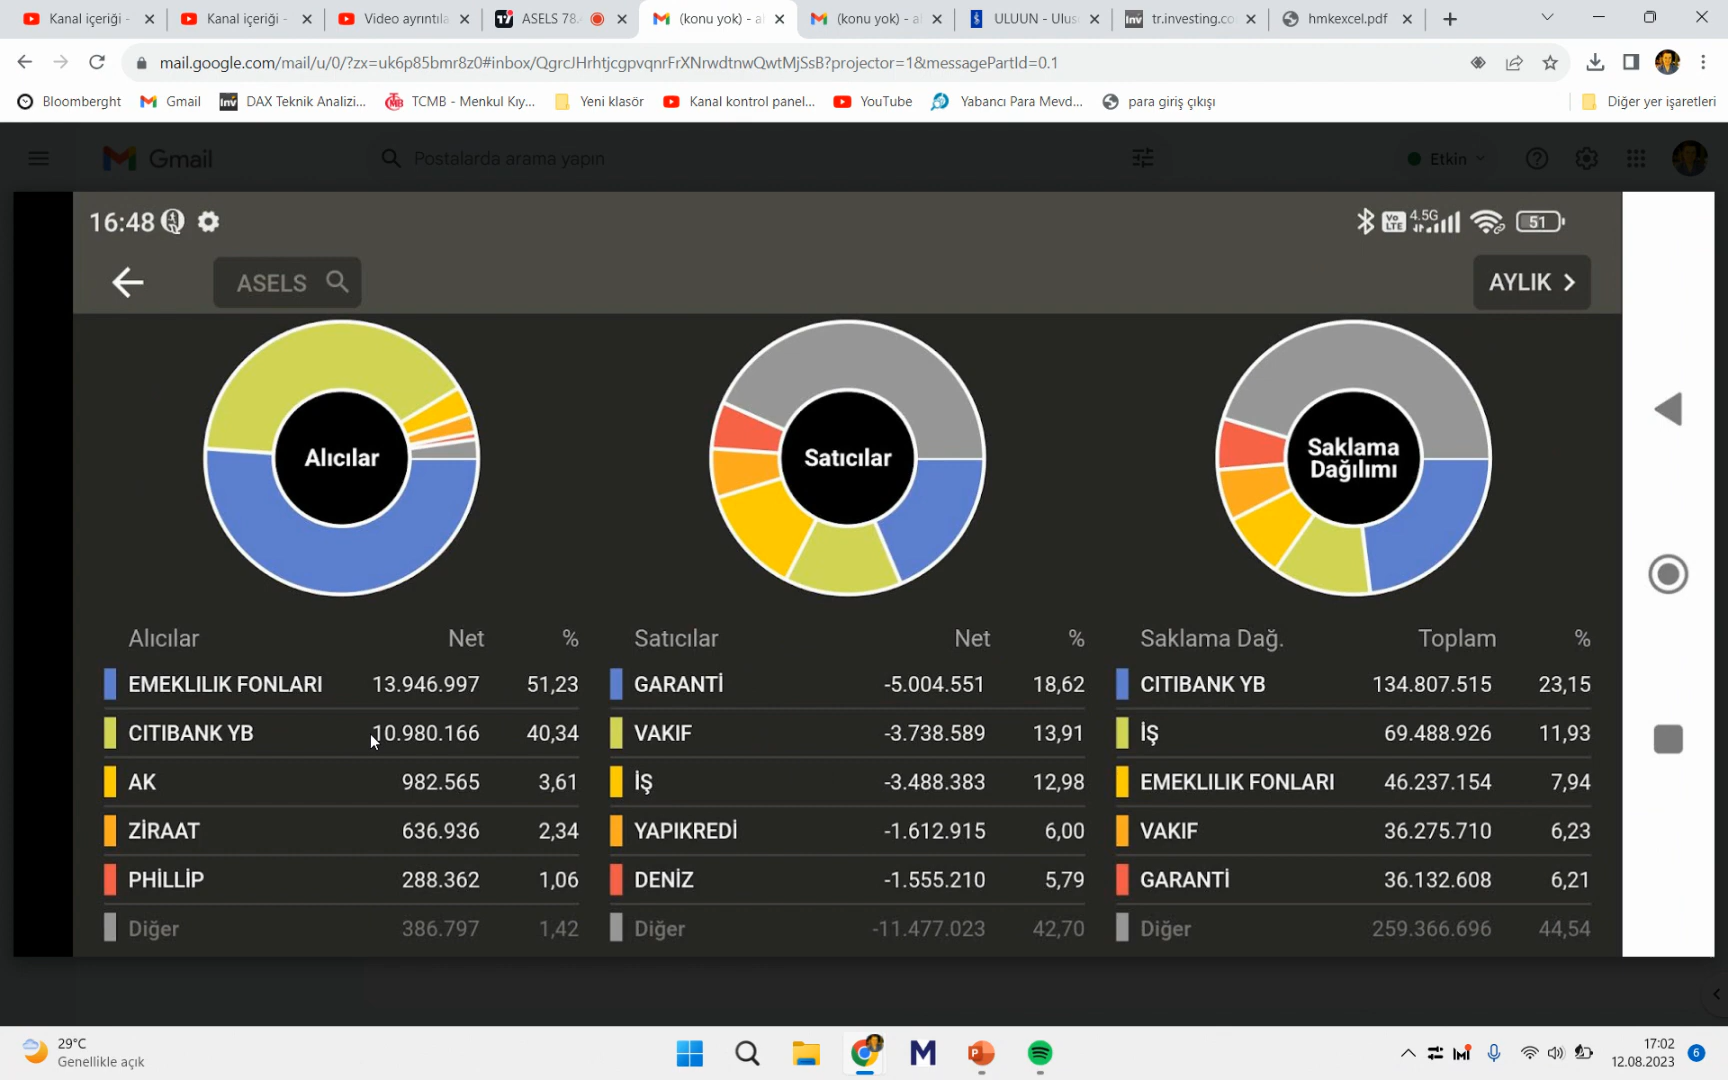 Kanal içeriği -
Kanal içeriği -
Video ayrıntıla
ASELS 78.
(konu yok) - al
(konu yok) - a
ULUUN - Ulus
tr.investing.co
hmkexcel.pdf
mail.google.com/mail/u/0/?zx=uk6p85bmr8z0#inbox/QgrcJHrhtjcgpvqnrFrXNrwdtnwQwtMjSsB?projector=1&messagePartId=0.1
Bloomberght
Gmail
DAX Teknik Analizi...
TCMB - Menkul Kıy...
Yeni klasör
Kanal kontrol panel...
YouTube
Yabancı Para Mevd...
para giriş çıkışı
Diğer yer işaretleri
Gmail
Postalarda arama yapın
Etkin
16:48
4.5G
51
ASELS
AYLIK
Alıcılar
Satıcılar
Saklama
Dağılımı
Alıcılar Net %
EMEKLILIK FONLARI 13.946.997 51,23
CITIBANK YB 10.980.166 40,34
AK 982.565 3,61
ZİRAAT 636.936 2,34
PHİLLİP 288.362 1,06
Diğer 386.797 1,42
Satıcılar Net %
GARANTİ -5.004.551 18,62
VAKIF -3.738.589 13,91
İŞ -3.488.383 12,98
YAPIKREDİ -1.612.915 6,00
DENİZ -1.555.210 5,79
Diğer -11.477.023 42,70
Saklama Dağ. Toplam %
CITIBANK YB 134.807.515 23,15
İŞ 69.488.926 11,93
EMEKLILIK FONLARI 46.237.154 7,94
VAKIF 36.275.710 6,23
GARANTİ 36.132.608 6,21
Diğer 259.366.696 44,54
29°C
Genellikle açık
17:02
12.08.2023
6